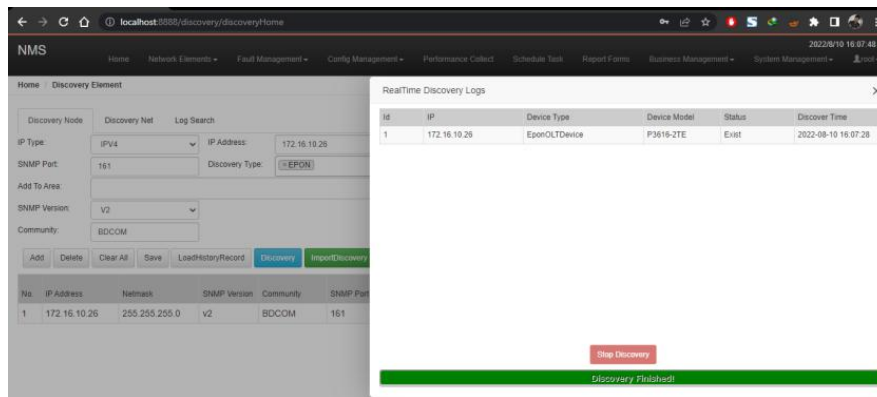 localhost:8888/discovery/discoveryHome
NMS
Home Network Elements Fault Management Config Management Performance Collect Schedule Task Report Forms Business Management System Management root
2022/8/10 16:07:48
Home / Discovery Element
Discovery Node Discovery Net Log Search
IP Type: IPV4 IP Address: 172.16.10.26
SNMP Port: 161 Discovery Type: ×EPON
Add To Area:
SNMP Version: V2
Community: BDCOM
Add Delete Clear All Save LoadHistoryRecord Discovery ImportDiscovery
No. IP Address Netmask SNMP Version Community SNMP Port
1 172.16.10.26 255.255.255.0 v2 BDCOM 161
RealTime Discovery Logs
Id IP Device Type Device Model Status Discover Time
1 172.16.10.26 EponOLTDevice P3616-2TE Exist 2022-08-10 16:07:28
Stop Discovery
Discovery Finished!